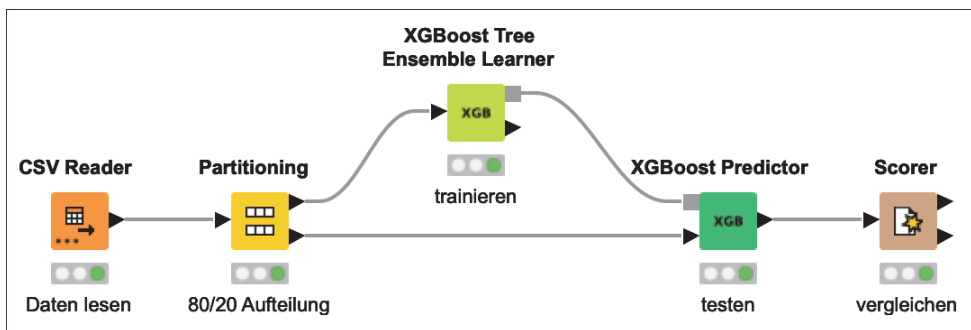 XGBoost Tree
Ensemble Learner
XGB
trainieren
CSV Reader
Daten lesen
Partitioning
80/20 Aufteilung
XGBoost Predictor
XGB
testen
Scorer
vergleichen